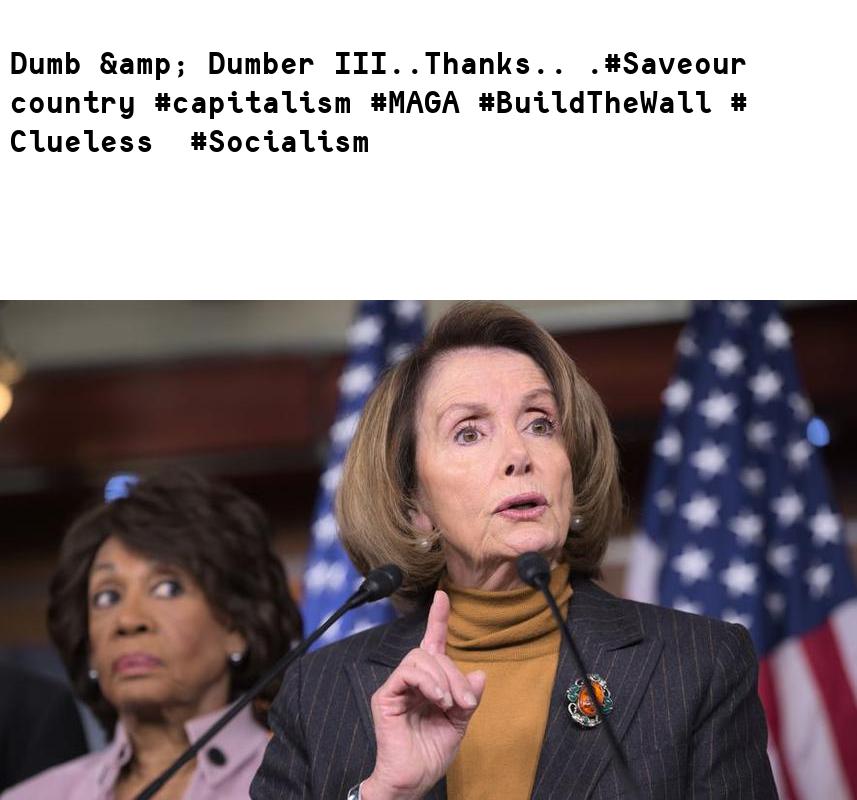 Dumb &amp; Dumber III..Thanks.. .#Saveour
country #capitalism #MAGA #BuildTheWall #
Clueless  #Socialism